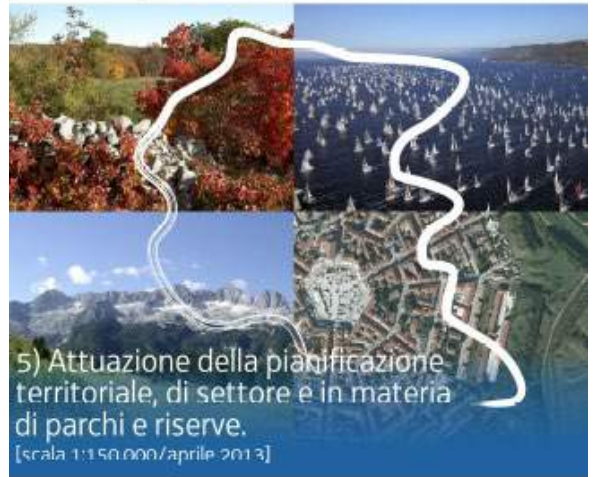 5) Attuazione della pianificazione
territoriale, di settore e in materia
di parchi e riserve.
[scala 1:150.000/aprile 2013]